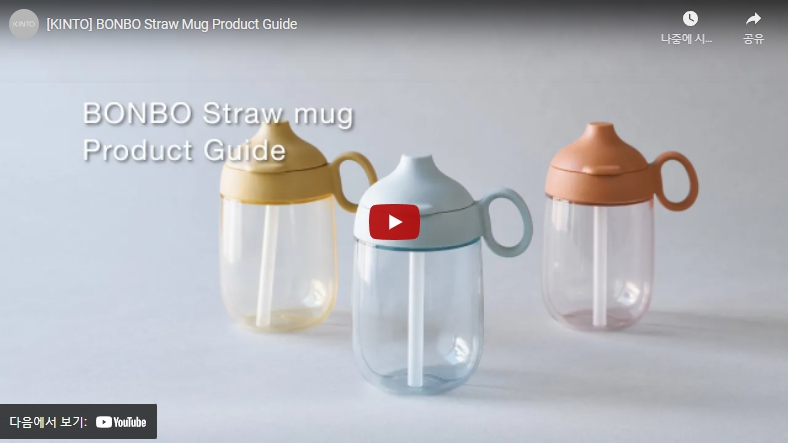 KINTO
[KINTO] BONBO Straw Mug Product Guide
나중에 시...
공유
BONBO Straw mug
Product Guide
다음에서 보기: YouTube